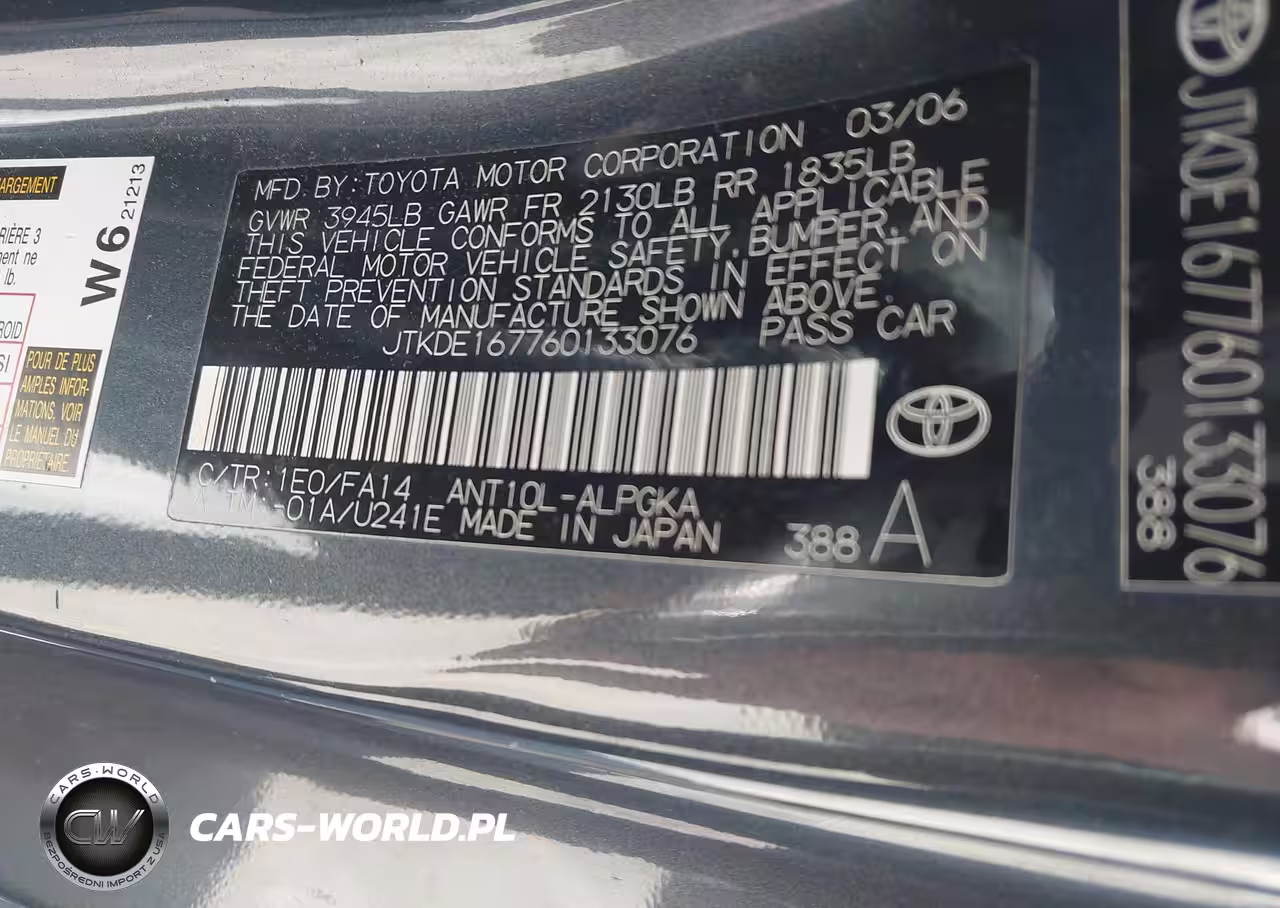 ARGEMENT
RIÈRE 3
ment ne
lb.
ROID
SI
W6
21213
POUR DE PLUS
AMPLES INFOR-
MATIONS, VOIR
LE MANUEL DU
PROPRIÉTAIRE.
MFD BY:TOYOTA MOTOR CORPORATION 03/06
GVWR 3945LB GAWR FR 2130LB RR 1835LB
THIS VEHICLE CONFORMS TO ALL APPLICABLE
FEDERAL MOTOR VEHICLE SAFETY, BUMPER, AND
THEFT PREVENTION STANDARDS IN EFFECT ON
THE DATE OF MANUFACTURE SHOWN ABOVE.
JTKDE167760133076 PASS CAR
C/TR:1E0/FA14 ANT10L-ALPGKA
A TM:-01A/U241E MADE IN JAPAN
388 A
JTKDE167760133076
388
CARS-WORLD
CW
BEZPOŚREDNI IMPORT Z USA
CARS-WORLD.PL